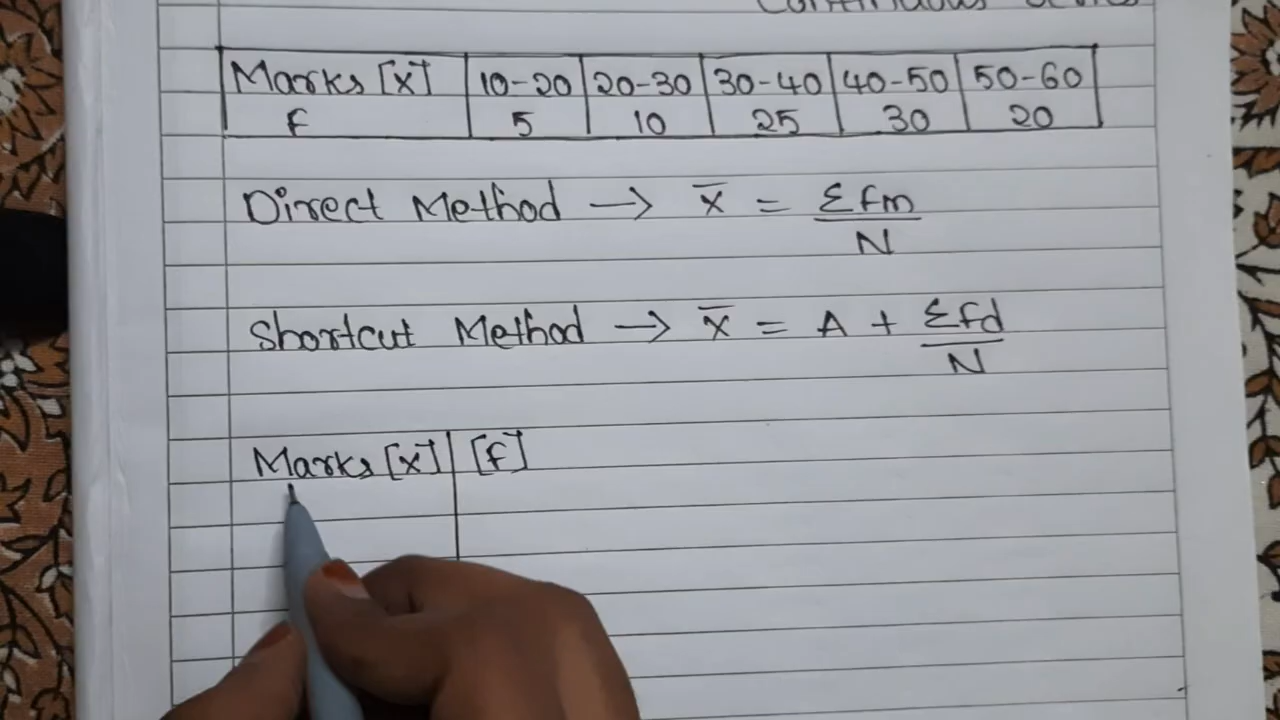 Continuous
Marks [x] 10-20 20-30 30-40 40-50 50-60
f 5 10 25 30 20
Direct Method → x̅ = Σfm / N
Shortcut Method → x̅ = A + Σfd / N
Marks [x] [f]